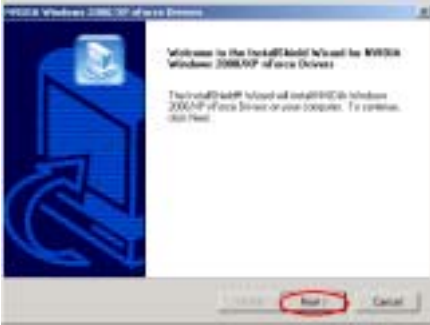 NVIDIA Windows 2000/XP nForce Drivers
Welcome to the InstallShield Wizard for NVIDIA
Windows 2000/XP nForce Drivers
The InstallShield® Wizard will install NVIDIA Windows
2000/XP nForce Drivers on your computer. To continue,
click Next.
Next >
Cancel